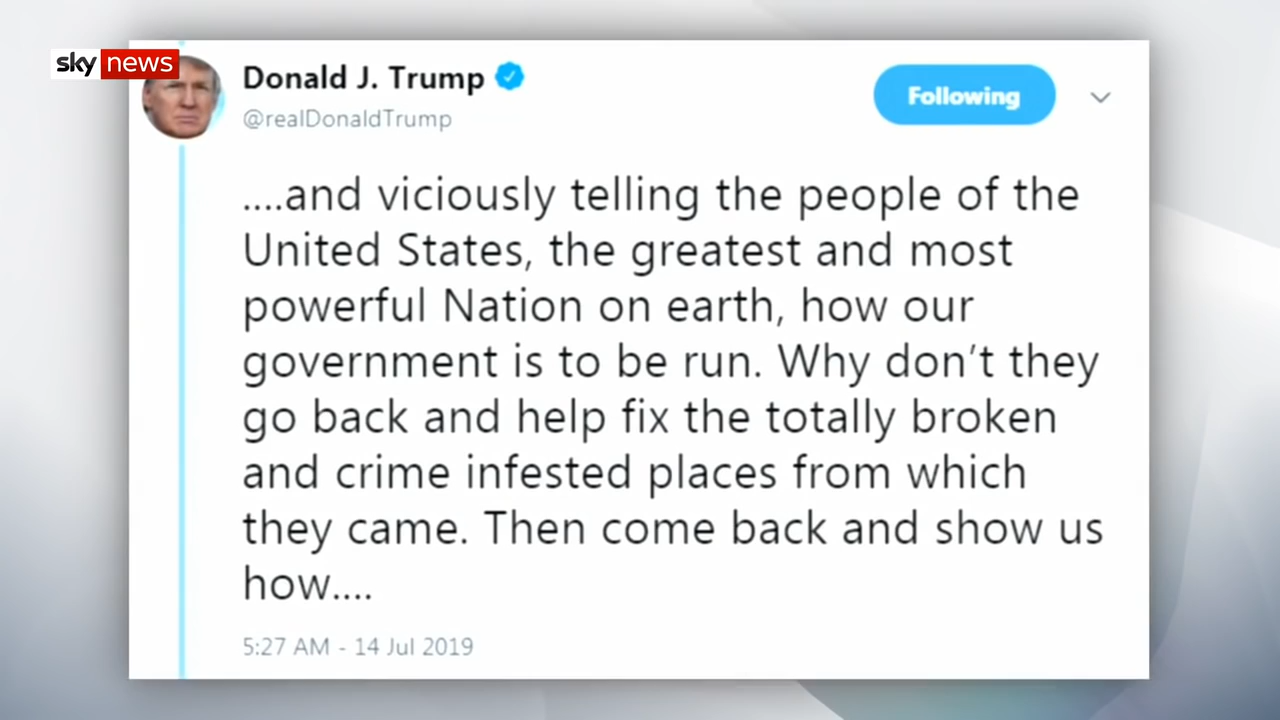 sky news
Donald J. Trump
Following
@realDonaldTrump
....and viciously telling the people of the
United States, the greatest and most
powerful Nation on earth, how our
government is to be run. Why don't they
go back and help fix the totally broken
and crime infested places from which
they came. Then come back and show us
how....
5:27 AM - 14 Jul 2019